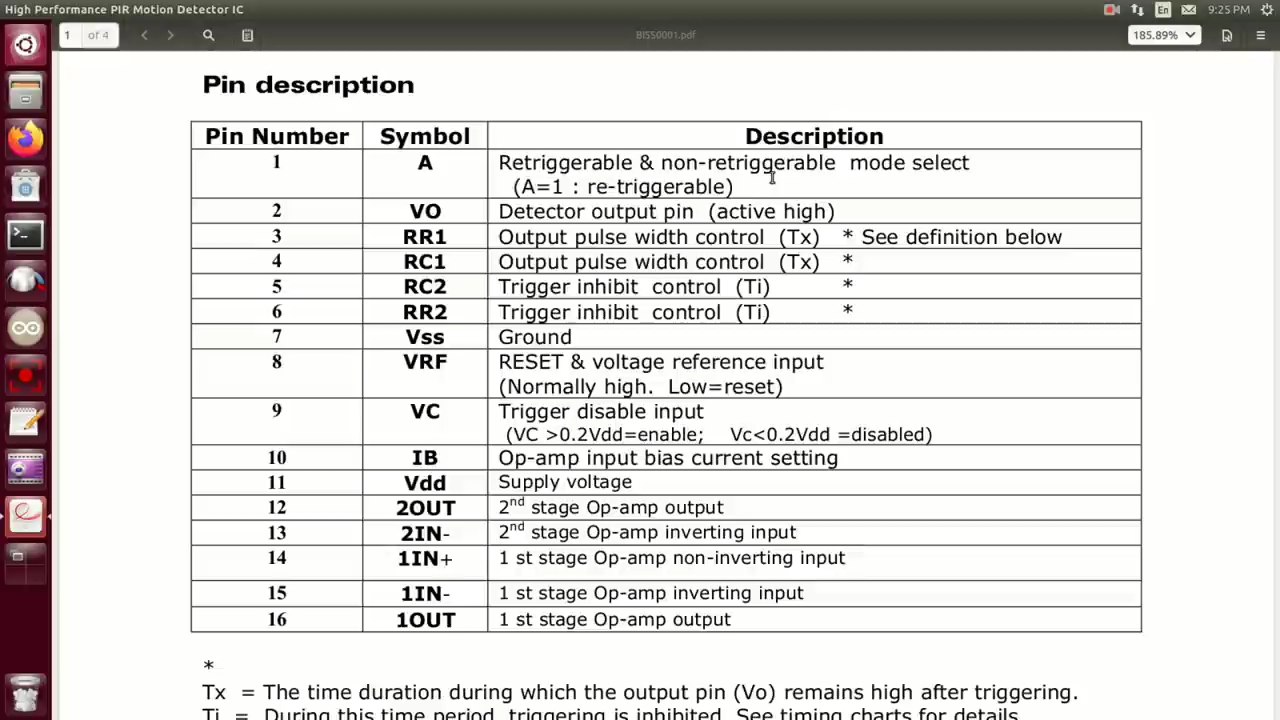 High Performance PIR Motion Detector IC
En
9:25 PM
1 of 4
BISS0001.pdf
185.89%
Pin description
Pin Number Symbol Description
1 A Retriggerable & non-retriggerable mode select
(A=1 : re-triggerable)
2 VO Detector output pin (active high)
3 RR1 Output pulse width control (Tx) * See definition below
4 RC1 Output pulse width control (Tx) *
5 RC2 Trigger inhibit control (Ti) *
6 RR2 Trigger inhibit control (Ti) *
7 Vss Ground
8 VRF RESET & voltage reference input
(Normally high. Low=reset)
9 VC Trigger disable input
(VC >0.2Vdd=enable; Vc<0.2Vdd =disabled)
10 IB Op-amp input bias current setting
11 Vdd Supply voltage
12 2OUT 2nd stage Op-amp output
13 2IN- 2nd stage Op-amp inverting input
14 1IN+ 1 st stage Op-amp non-inverting input
15 1IN- 1 st stage Op-amp inverting input
16 1OUT 1 st stage Op-amp output
*
Tx = The time duration during which the output pin (Vo) remains high after triggering.
Ti = During this time period, triggering is inhibited. See timing charts for details.